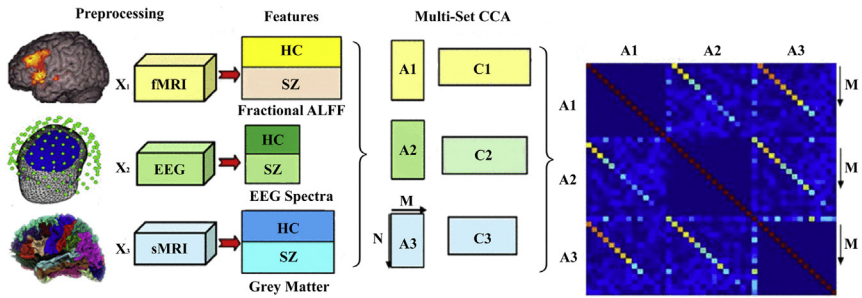 Preprocessing
Features
Multi-Set CCA
X1
fMRI
HC
SZ
Fractional ALFF
X2
EEG
HC
SZ
EEG Spectra
X3
sMRI
HC
SZ
Grey Matter
A1
C1
A2
C2
M
N
A3
C3
A1
A2
A3
A1
M
A2
M
A3
M